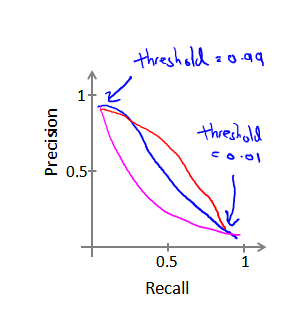 threshold = 0.99
1
threshold
= 0.01
Precision
0.5
0.5
1
Recall